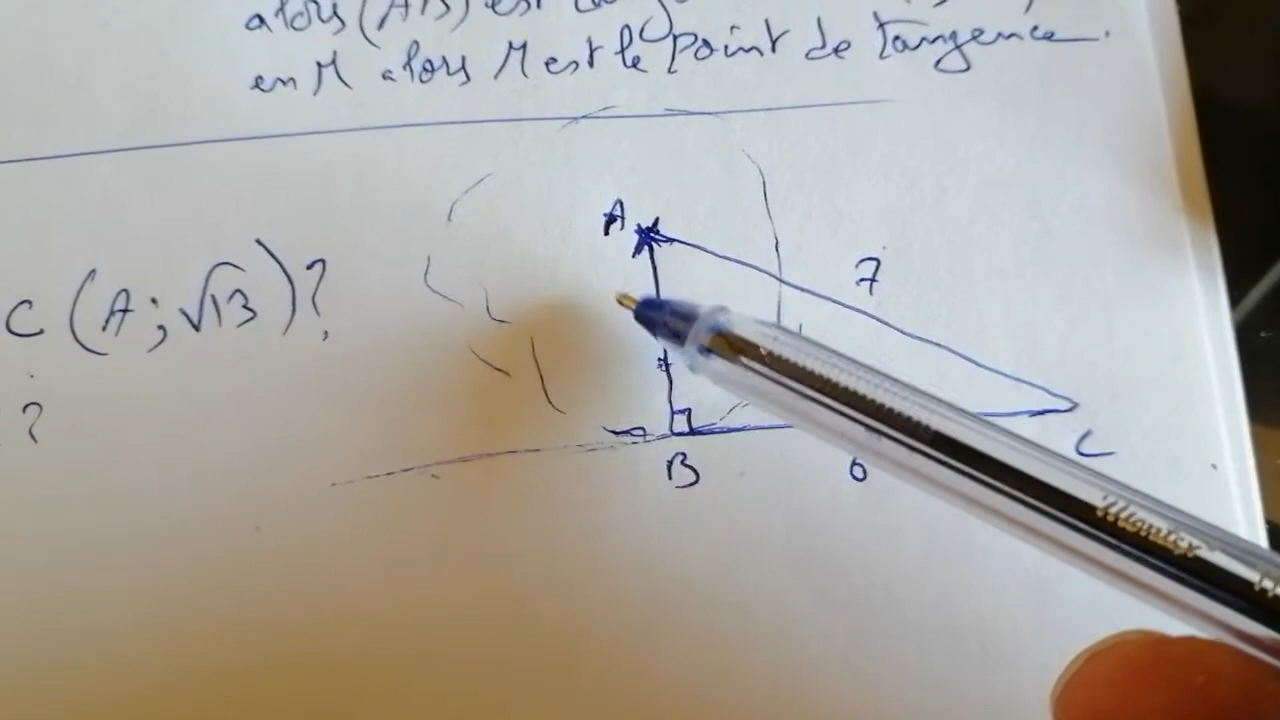 alors (AB) est
en M alors M est le point de tangence.
A
7
C (A; √13)?
?
B
6
C